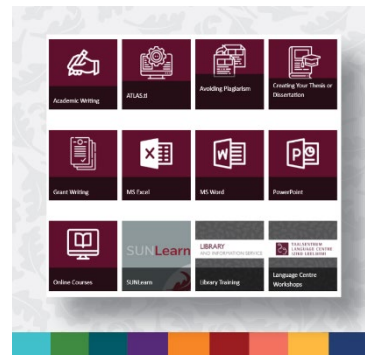 Academic Writing
ATLAS.ti
Avoiding Plagiarism
Creating Your Thesis or
Dissertation
Grant Writing
MS Excel
MS Word
PowerPoint
Online Courses
SUNLearn
SUNLearn
LIBRARY
AND INFORMATION SERVICE
Library Training
TAALSENTRUM
LANGUAGE CENTRE
Language Centre
Workshops